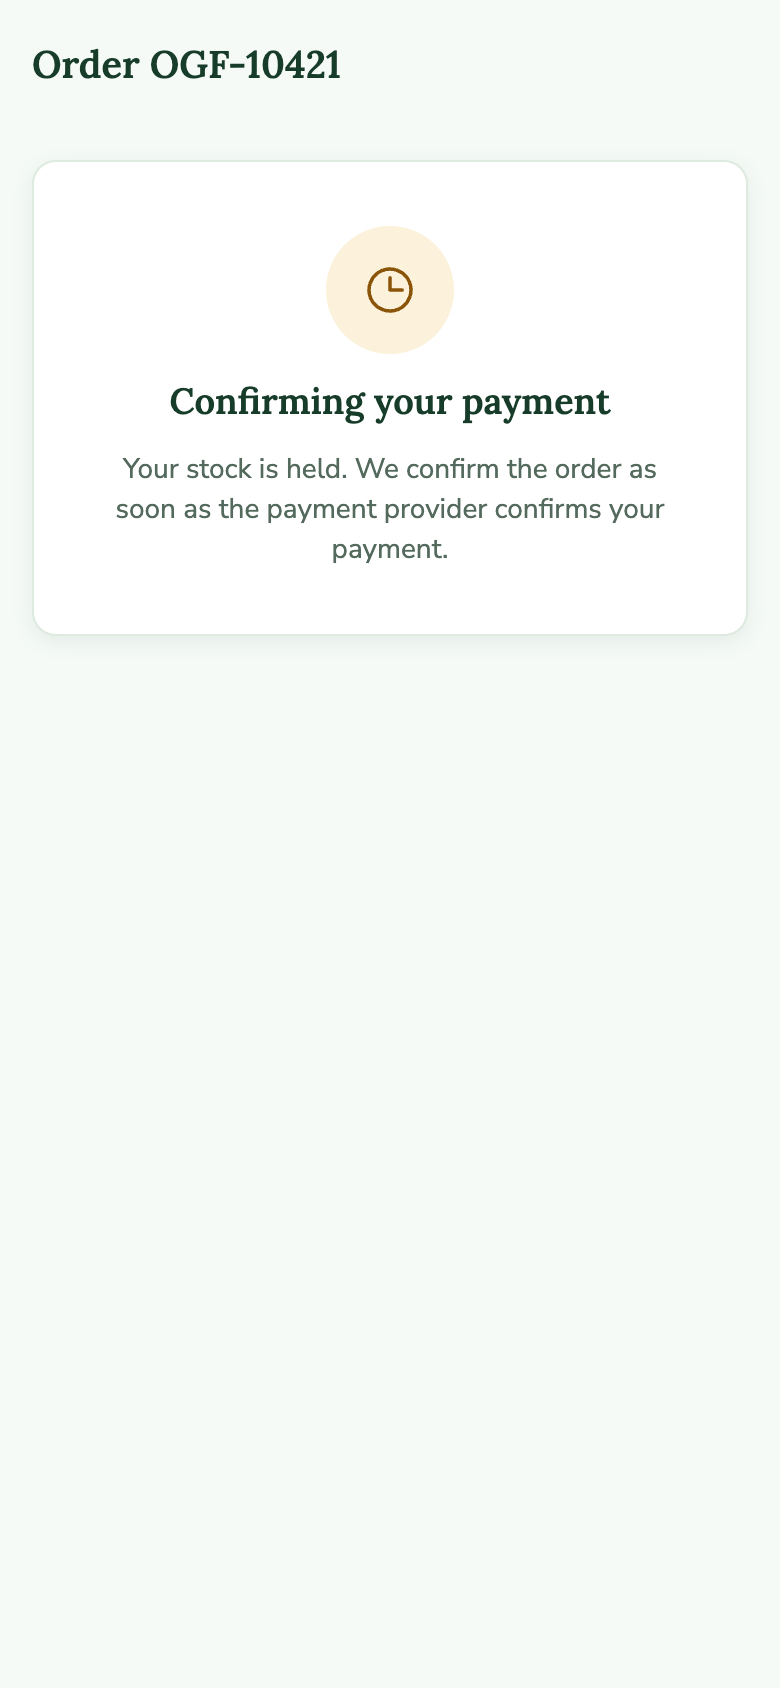 Order OGF-10421
Confirming your payment
Your stock is held. We confirm the order as
soon as the payment provider confirms your
payment.